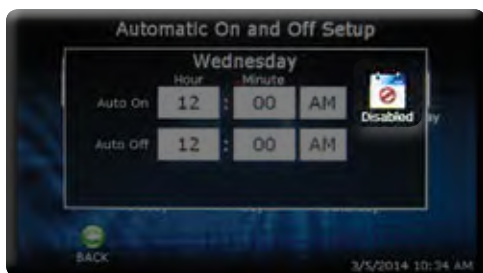 Automatic On and Off Setup
Wednesday
Hour Minute
Auto On 12 : 00 AM
Disabled
Auto Off 12 : 00 AM
BACK
3/5/2014 10:34 AM